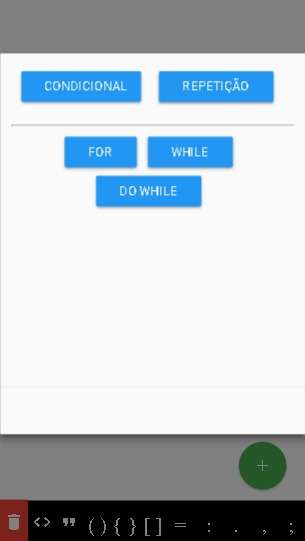 CONDICIONAL REPETIÇÃO
FOR WHILE
DO WHILE
+
<> " ( ) { } [ ] = : . , ;